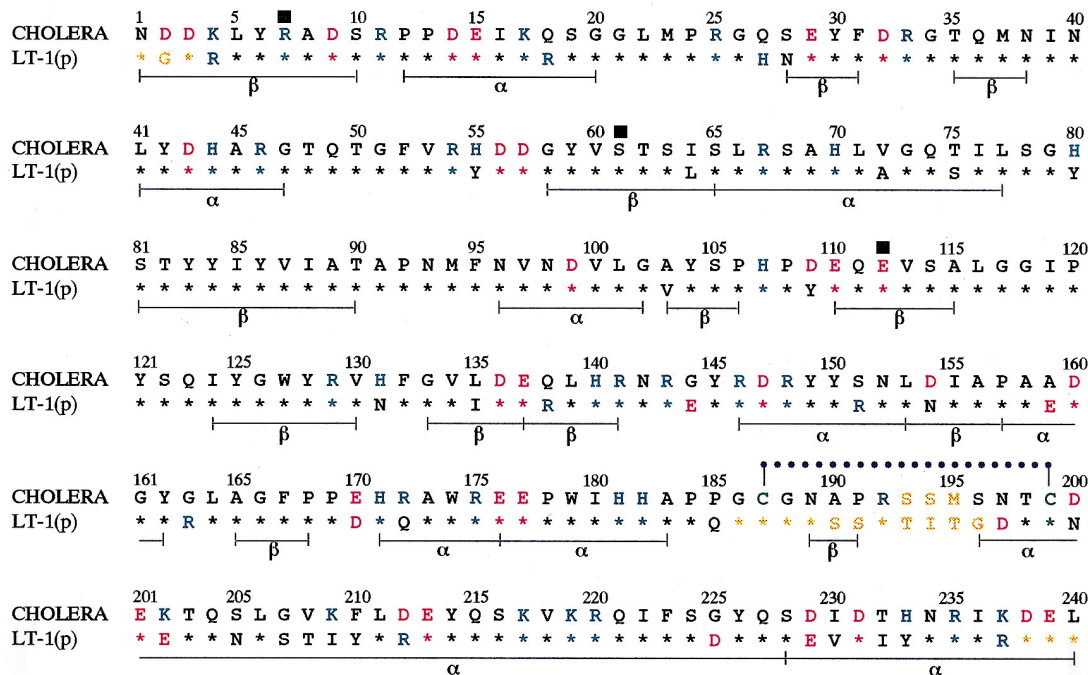 1 5 10 15 20 25 30 35 40
CHOLERA N D D K L Y R A D S R P P D E I K Q S G G L M P R G Q S E Y F D R G T Q M N I N
LT-1(p) * G * R * * * * * * * * * * * * * R * * * * * * * * H N * * * * * * * * * * * *
β α β β
41 45 50 55 60 65 70 75 80
CHOLERA L Y D H A R G T Q T G F V R H D D G Y V S T S I S L R S A H L V G Q T I L S G H
LT-1(p) * * * * * * * * * * * * * * Y * * * * * * * * L * * * * * * * A * * S * * * * Y
α β α
81 85 90 95 100 105 110 115 120
CHOLERA S T Y Y I Y V I A T A P N M F N V N D V L G A Y S P H P D E Q E V S A L G G I P
LT-1(p) * * * * * * * * * * * * * * * * * * * * * * V * * * * * Y * * * * * * * * * * *
β α β β
121 125 130 135 140 145 150 155 160
CHOLERA Y S Q I Y G W Y R V H F G V L D E Q L H R N R G Y R D R Y Y S N L D I A P A A D
LT-1(p) * * * * * * * * * * N * * * I * * R * * * * * E * * * * * * R * * N * * * * E *
β β β α β α
161 165 170 175 180 185 190 195 200
CHOLERA G Y G L A G F P P E H R A W R E E P W I H H A P P G C G N A P R S S M S N T C D
LT-1(p) * * R * * * * * * D * Q * * * * * * * * * * * * Q * * * * S S * T I T G D * * N
β α α β α
201 205 210 215 220 225 230 235 240
CHOLERA E K T Q S L G V K F L D E Y Q S K V K R Q I F S G Y Q S D I D T H N R I K D E L
LT-1(p) * E * * N * S T I Y * R * * * * * * * * * * * * D * * * E V * I Y * * * R * * *
α α